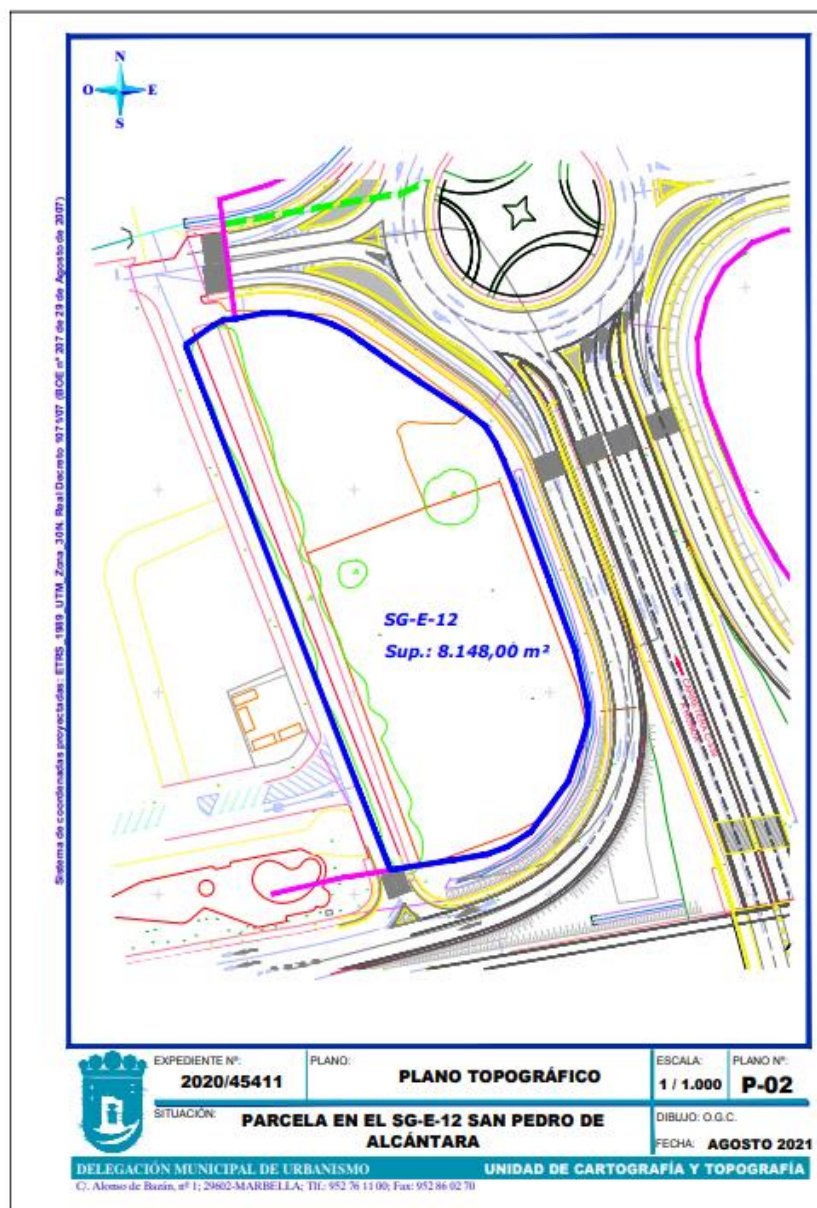 N
O E
S
Sistema de coordenadas proyectadas: ETRS_1989_UTM_Zona_30N. Real Decreto 1071/07 (BOE nº 207 de 29 de Agosto de 2007)
SG-E-12
Sup.: 8.148,00 m²
EXPEDIENTE Nº:
2020/45411
PLANO:
PLANO TOPOGRÁFICO
ESCALA:
1 / 1.000
PLANO Nº:
P-02
SITUACIÓN:
PARCELA EN EL SG-E-12 SAN PEDRO DE
ALCÁNTARA
DIBUJO: O.G.C.
FECHA: AGOSTO 2021
DELEGACIÓN MUNICIPAL DE URBANISMO
UNIDAD DE CARTOGRAFÍA Y TOPOGRAFÍA
C/. Alonso de Bazán, nº 1; 29602-MARBELLA; Tlf.: 952 76 11 00; Fax: 952 86 02 70